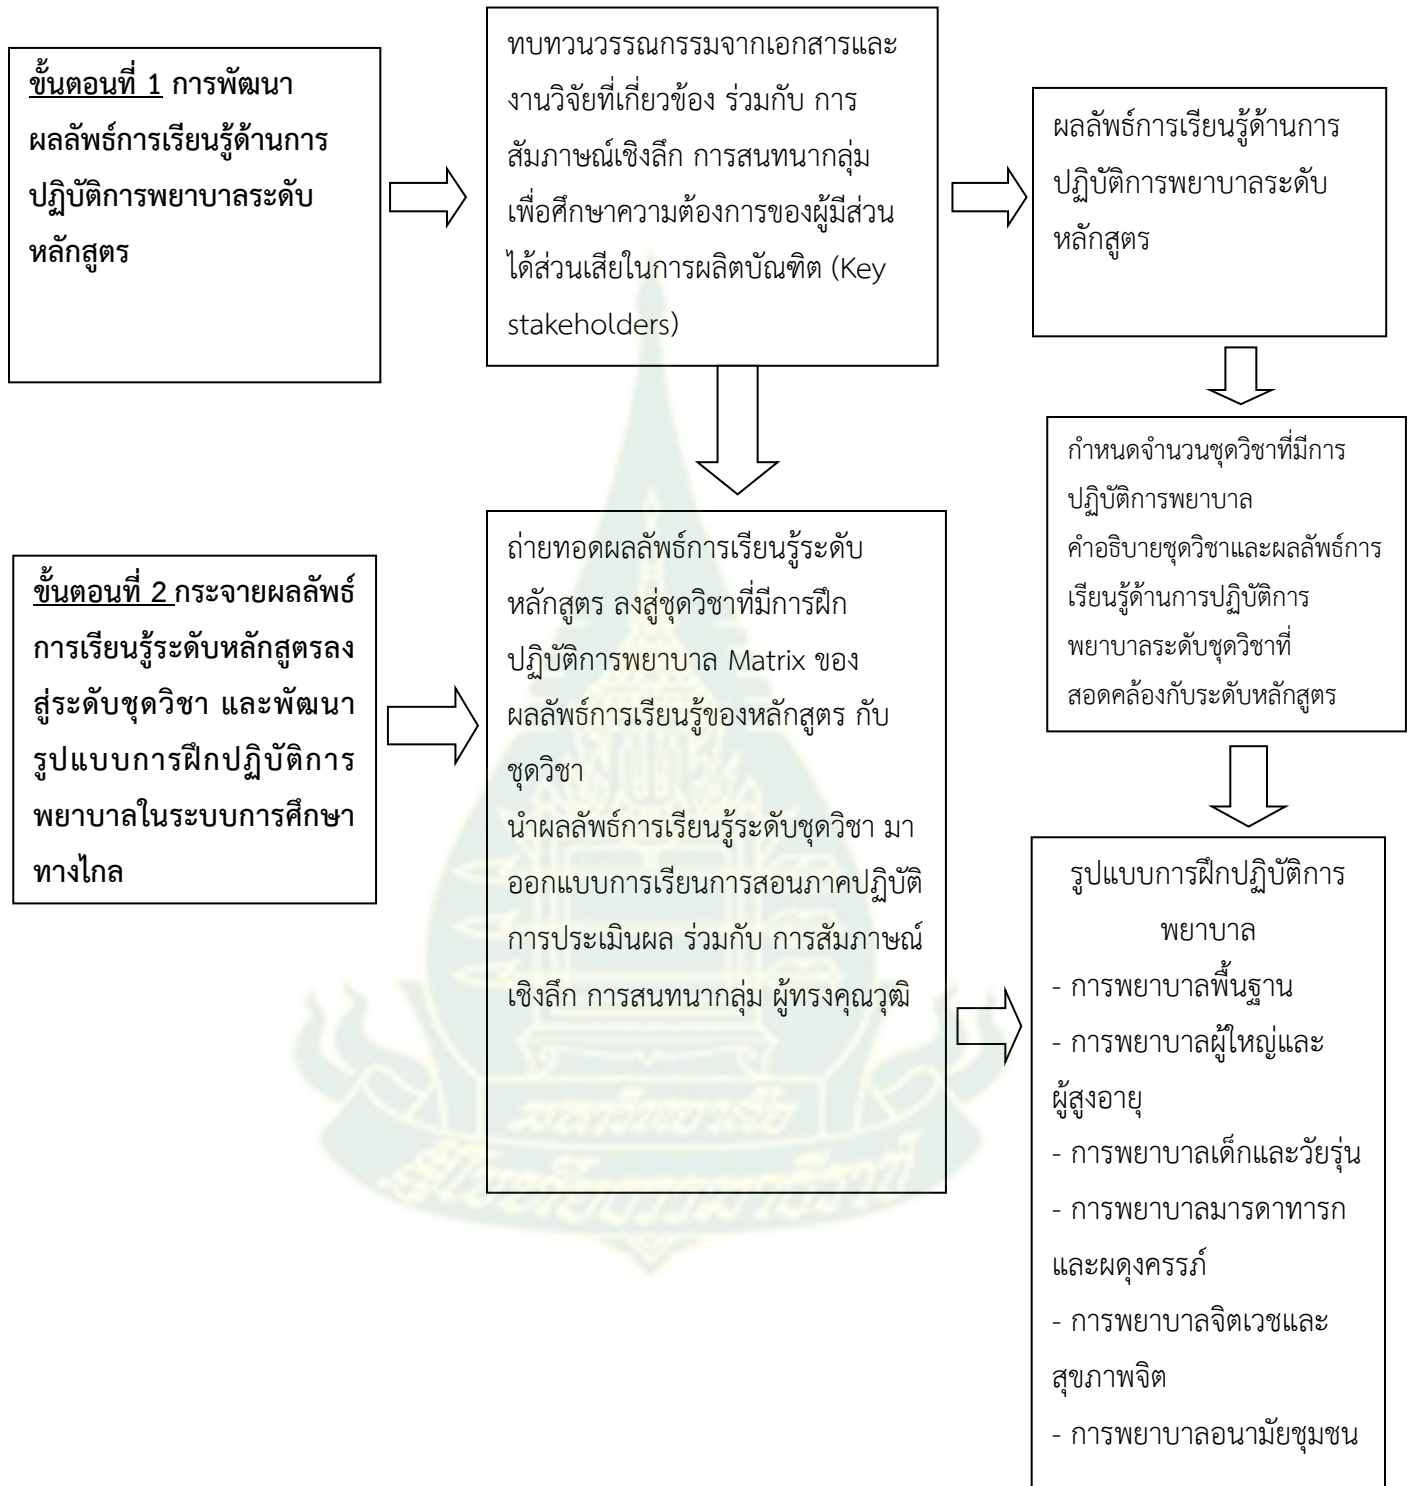 ขั้นตอนที่ 1 การพัฒนา
ผลลัพธ์การเรียนรู้ด้านการ
ปฏิบัติการพยาบาลระดับ
หลักสูตร
ทบทวนวรรณกรรมจากเอกสารและ
งานวิจัยที่เกี่ยวข้อง ร่วมกับ การ
สัมภาษณ์เชิงลึก การสนทนากลุ่ม
เพื่อศึกษาความต้องการของผู้มีส่วน
ได้ส่วนเสียในการผลิตบัณฑิต (Key
stakeholders)
ผลลัพธ์การเรียนรู้ด้านการ
ปฏิบัติการพยาบาลระดับ
หลักสูตร
กำหนดจำนวนชุดวิชาที่มีการ
ปฏิบัติการพยาบาล
คำอธิบายชุดวิชาและผลลัพธ์การ
เรียนรู้ด้านการปฏิบัติการ
พยาบาลระดับชุดวิชาที่
สอดคล้องกับระดับหลักสูตร
ขั้นตอนที่ 2 กระจายผลลัพธ์
การเรียนรู้ระดับหลักสูตรลง
สู่ระดับชุดวิชา และพัฒนา
รูปแบบการฝึกปฏิบัติการ
พยาบาลในระบบการศึกษา
ทางไกล
ถ่ายทอดผลลัพธ์การเรียนรู้ระดับ
หลักสูตร ลงสู่ชุดวิชาที่มีการฝึก
ปฏิบัติการพยาบาล Matrix ของ
ผลลัพธ์การเรียนรู้ของหลักสูตร กับ
ชุดวิชา
นำผลลัพธ์การเรียนรู้ระดับชุดวิชา มา
ออกแบบการเรียนการสอนภาคปฏิบัติ
การประเมินผล ร่วมกับ การสัมภาษณ์
เชิงลึก การสนทนากลุ่ม ผู้ทรงคุณวุฒิ
รูปแบบการฝึกปฏิบัติการ
พยาบาล
- การพยาบาลพื้นฐาน
- การพยาบาลผู้ใหญ่และ
ผู้สูงอายุ
- การพยาบาลเด็กและวัยรุ่น
- การพยาบาลมารดาทารก
และผดุงครรภ์
- การพยาบาลจิตเวชและ
สุขภาพจิต
- การพยาบาลอนามัยชุมชน
มหาวิทยาลัย
สุโขทัยธรรมาธิราช